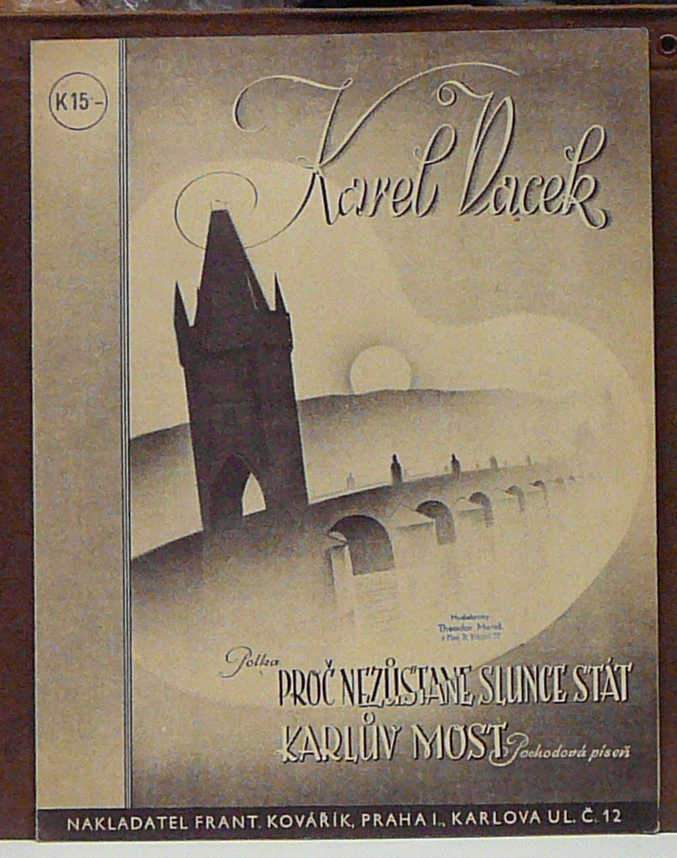 K 15·–
Karel Vacek
Polka
PROČ NEZŮSTANE SLUNCE STÁT
KARLŮV MOST Pochodová píseň
NAKLADATEL FRANT. KOVÁŘÍK, PRAHA I., KARLOVA UL. Č. 12